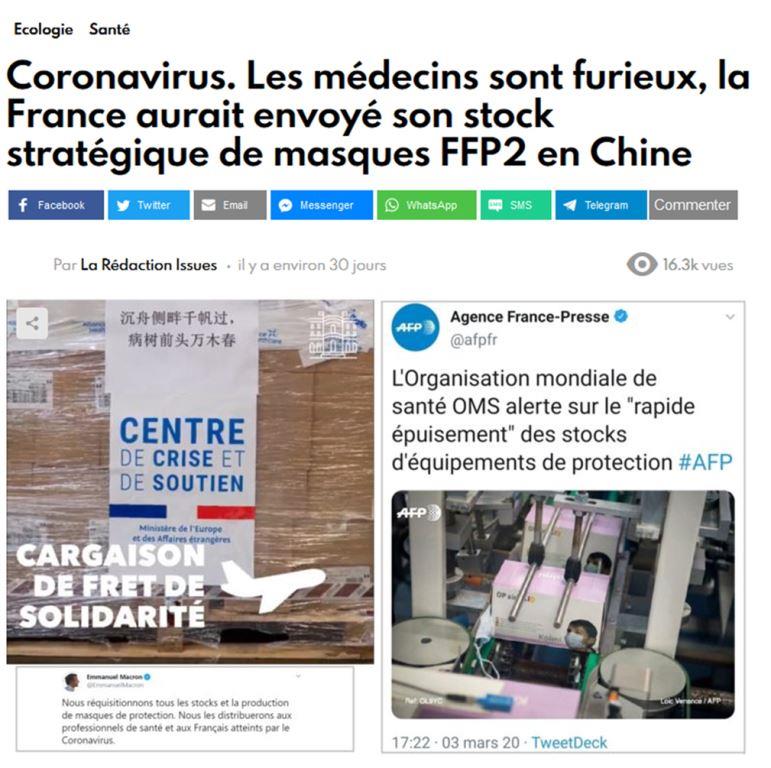 Ecologie Santé
Coronavirus. Les médecins sont furieux, la
France aurait envoyé son stock
stratégique de masques FFP2 en Chine
Facebook Twitter Email Messenger WhatsApp SMS Telegram Commenter
Par La Rédaction Issues • il y a environ 30 jours
16.3k vues
沉舟侧畔千帆过，
病树前头万木春
CENTRE
DE CRISE ET
DE SOUTIEN
Ministère de l'Europe
et des Affaires étrangères
CARGAISON
DE FRET DE
SOLIDARITÉ
Emmanuel Macron
@EmmanuelMacron
Nous réquisitionnons tous les stocks et la production
de masques de protection. Nous les distribuerons aux
professionnels de santé et aux Français atteints par le
Coronavirus.
AFP
Agence France-Presse
@afpfr
L'Organisation mondiale de
santé OMS alerte sur le "rapide
épuisement" des stocks
d'équipements de protection #AFP
AFP
Kolmi
Loic Venance / AFP
17:22 · 03 mars 20 · TweetDeck